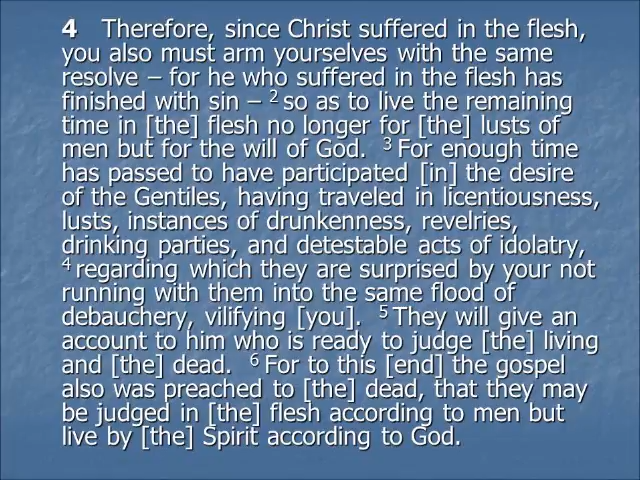 4 Therefore, since Christ suffered in the flesh,
you also must arm yourselves with the same
resolve – for he who suffered in the flesh has
finished with sin – 2 so as to live the remaining
time in [the] flesh no longer for [the] lusts of
men but for the will of God. 3 For enough time
has passed to have participated [in] the desire
of the Gentiles, having traveled in licentiousness,
lusts, instances of drunkenness, revelries,
drinking parties, and detestable acts of idolatry,
4 regarding which they are surprised by your not
running with them into the same flood of
debauchery, vilifying [you]. 5 They will give an
account to him who is ready to judge [the] living
and [the] dead. 6 For to this [end] the gospel
also was preached to [the] dead, that they may
be judged in [the] flesh according to men but
live by [the] Spirit according to God.